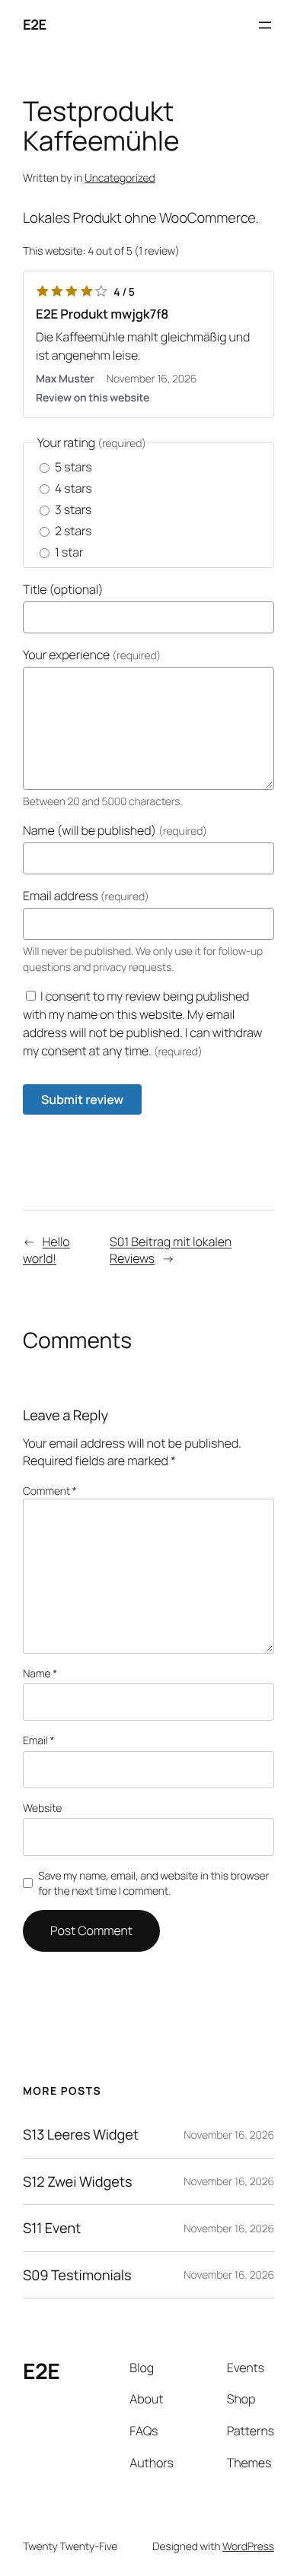 E2E
Testprodukt
Kaffeemühle
Written by in Uncategorized
Lokales Produkt ohne WooCommerce.
This website: 4 out of 5 (1 review)
4 / 5
E2E Produkt mwjgk7f8
Die Kaffeemühle mahlt gleichmäßig und
ist angenehm leise.
Max Muster November 16, 2026
Review on this website
Your rating (required)
5 stars
4 stars
3 stars
2 stars
1 star
Title (optional)
Your experience (required)
Between 20 and 5000 characters.
Name (will be published) (required)
Email address (required)
Will never be published. We only use it for follow-up
questions and privacy requests.
I consent to my review being published
with my name on this website. My email
address will not be published. I can withdraw
my consent at any time. (required)
Submit review
← Hello
world!
S01 Beitrag mit lokalen
Reviews →
Comments
Leave a Reply
Your email address will not be published.
Required fields are marked *
Comment *
Name *
Email *
Website
Save my name, email, and website in this browser
for the next time I comment.
Post Comment
MORE POSTS
S13 Leeres Widget November 16, 2026
S12 Zwei Widgets November 16, 2026
S11 Event November 16, 2026
S09 Testimonials November 16, 2026
E2E
Blog
About
FAQs
Authors
Events
Shop
Patterns
Themes
Twenty Twenty-Five
Designed with WordPress